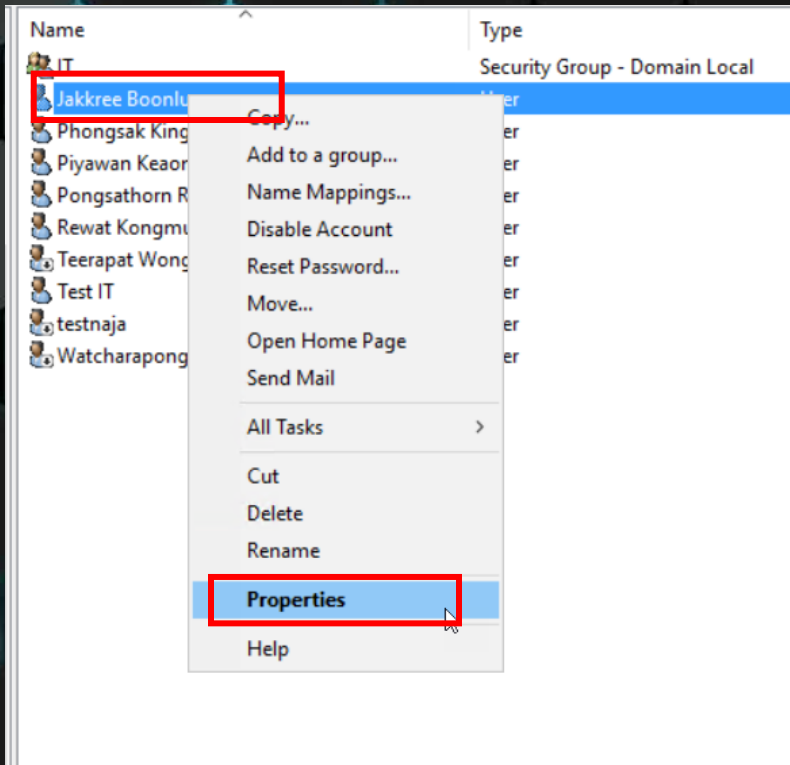 Name Type
IT Security Group - Domain Local
Jakkree Boonlu
Copy...
Phongsak King
Add to a group...
Piyawan Keaor
Name Mappings...
Pongsathorn R
Disable Account
Rewat Kongmu
Reset Password...
Teerapat Wong
Move...
Test IT
Open Home Page
testnaja
Send Mail
Watcharapong
All Tasks
Cut
Delete
Rename
Properties
Help